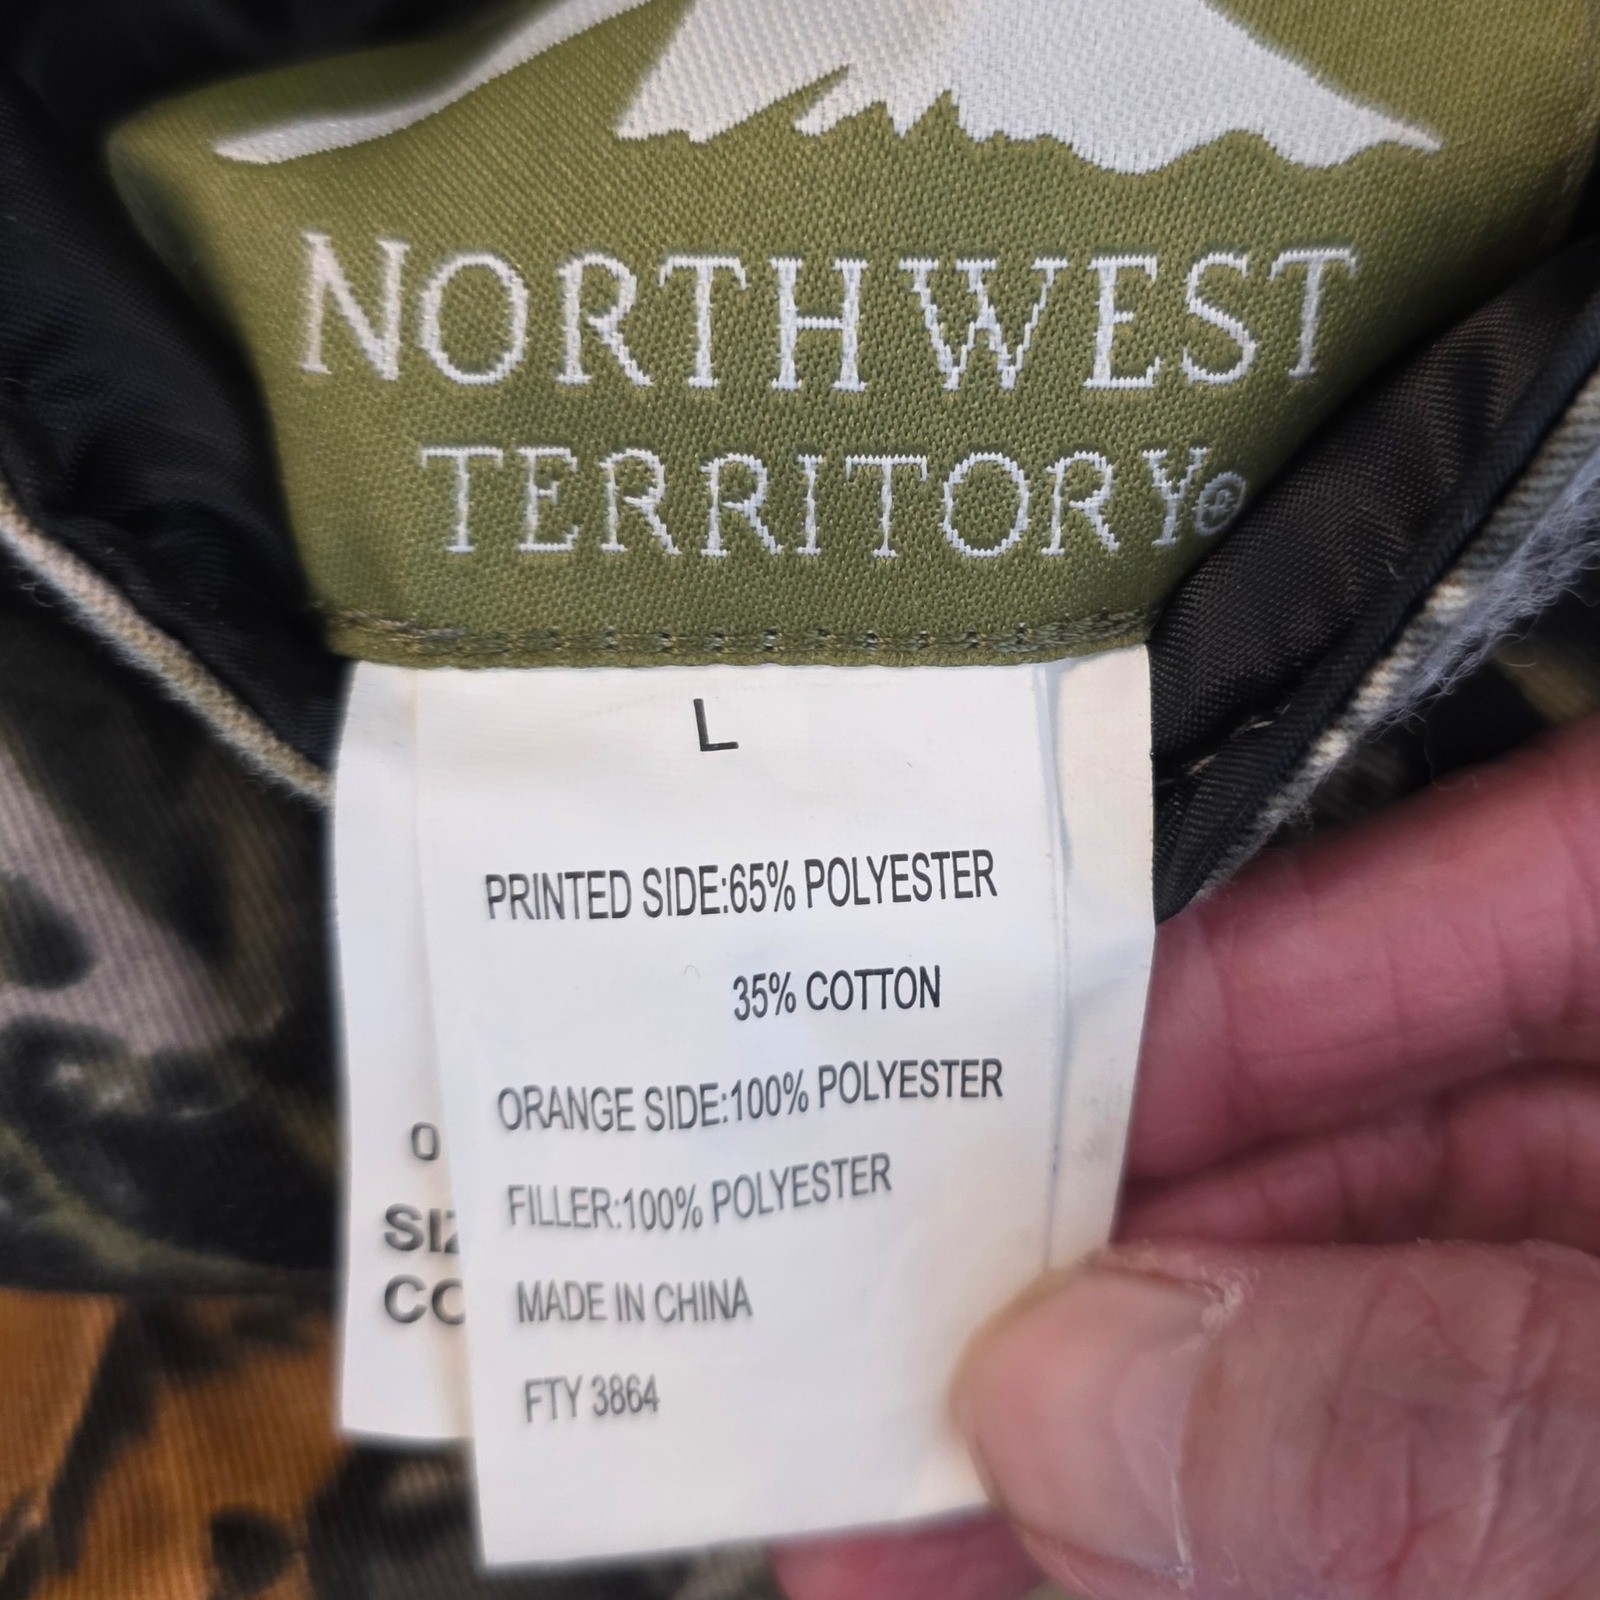 NORTHWEST
TERRITORY®
L
PRINTED SIDE:65% POLYESTER
35% COTTON
ORANGE SIDE:100% POLYESTER
FILLER:100% POLYESTER
MADE IN CHINA
FTY 3864